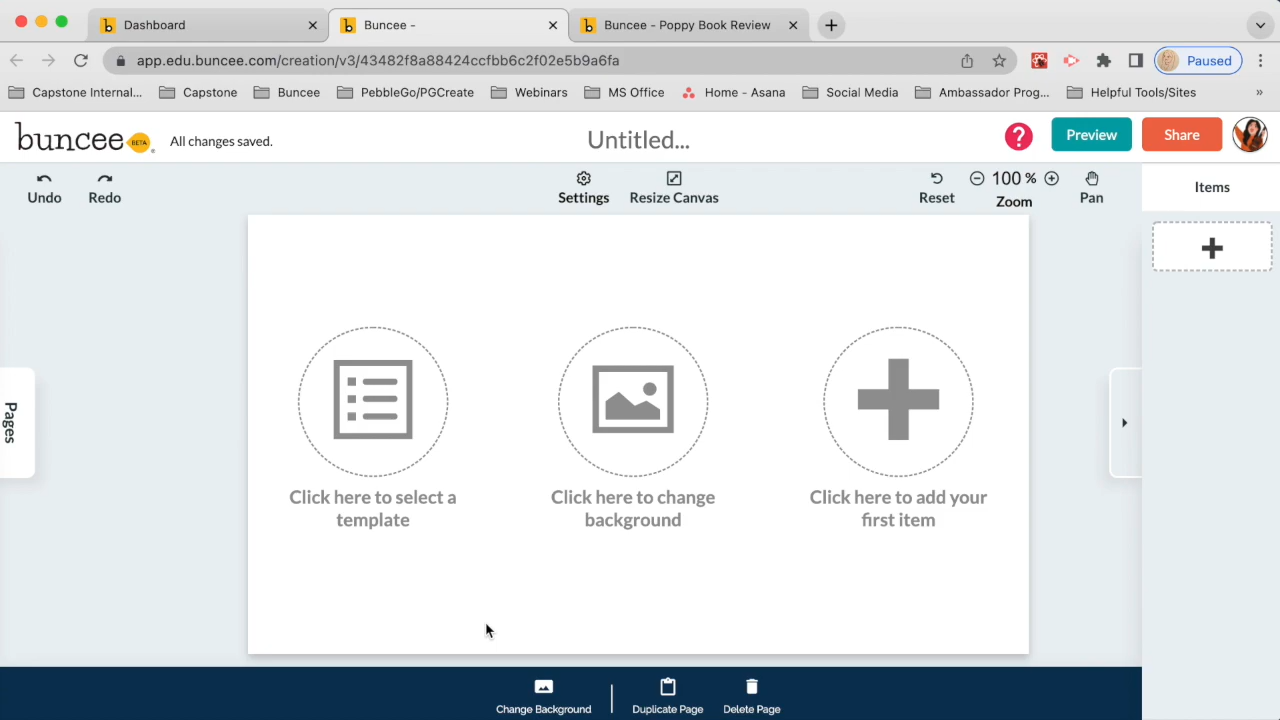 Dashboard
Buncee -
Buncee - Poppy Book Review
app.edu.buncee.com/creation/v3/43482f8a88424ccfbb6c2f02e5b9a6fa
Paused
Capstone Internal...
Capstone
Buncee
PebbleGo/PGCreate
Webinars
MS Office
Home - Asana
Social Media
Ambassador Prog...
Helpful Tools/Sites
»
buncee BETA
All changes saved.
Untitled...
?
Preview
Share
Undo
Redo
Settings
Resize Canvas
Reset
100 %
Zoom
Pan
Items
Pages
Click here to select a
template
Click here to change
background
Click here to add your
first item
Change Background
Duplicate Page
Delete Page